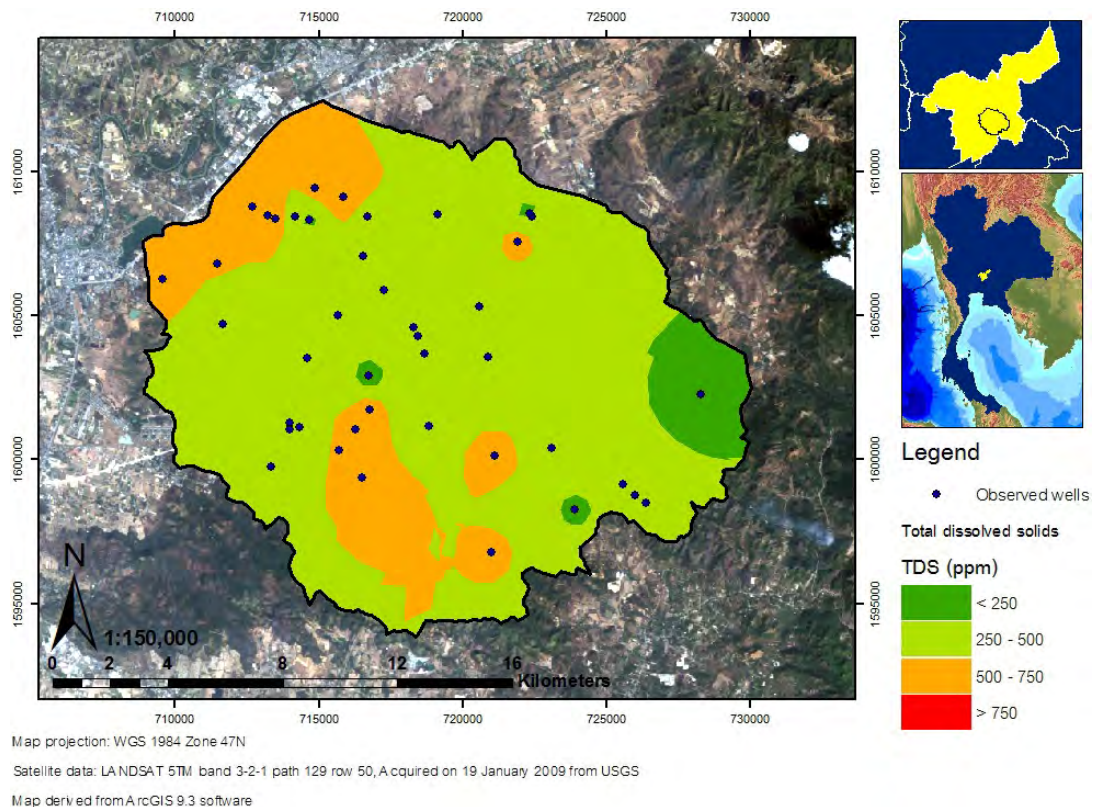 710000 715000 720000 725000 730000
1610000 1610000
1605000 1605000
1600000 1600000
1595000 1595000
N
1:150,000
0 2 4 8 12 16
Kilometers
710000 715000 720000 725000 730000
Legend
Observed wells
Total dissolved solids
TDS (ppm)
< 250
250 - 500
500 - 750
> 750
Map projection: WGS 1984 Zone 47N
Satellite data: LANDSAT 5TM band 3-2-1 path 129 row 50, Acquired on 19 January 2009 from USGS
Map derived from ArcGIS 9.3 software